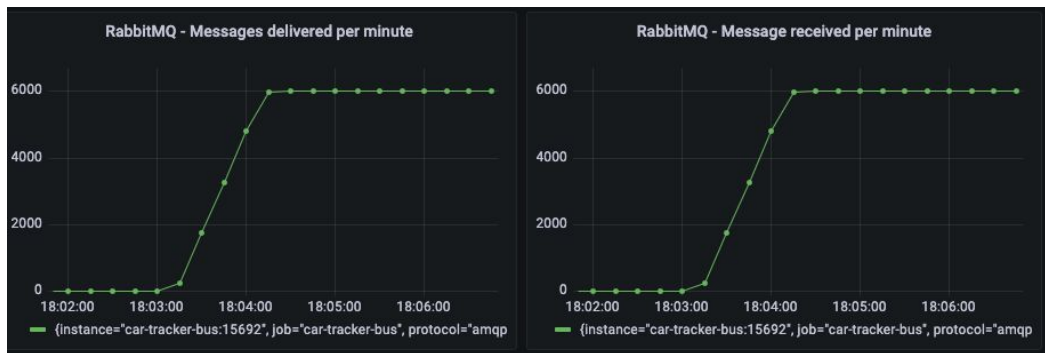 RabbitMQ - Messages delivered per minute
6000
4000
2000
0
18:02:00 18:03:00 18:04:00 18:05:00 18:06:00
{instance="car-tracker-bus:15692", job="car-tracker-bus", protocol="amqp
RabbitMQ - Message received per minute
6000
4000
2000
0
18:02:00 18:03:00 18:04:00 18:05:00 18:06:00
{instance="car-tracker-bus:15692", job="car-tracker-bus", protocol="amqp